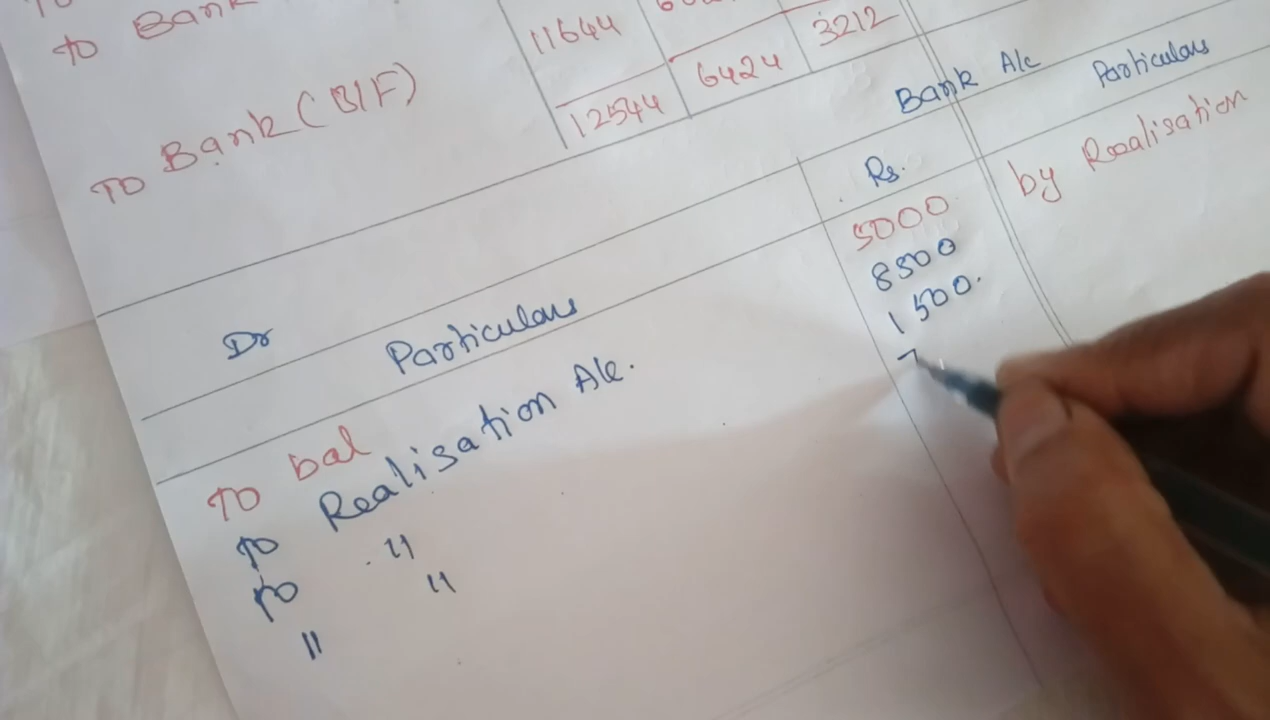 to Bank
11644
6424
3212
TO Bank (B/F)
12544
Bank A/c
Dr Particulars Rs. Particulars
TO bal 5000 by Realisation
to Realisation A/c. 8500
to " 1500.
" " 7